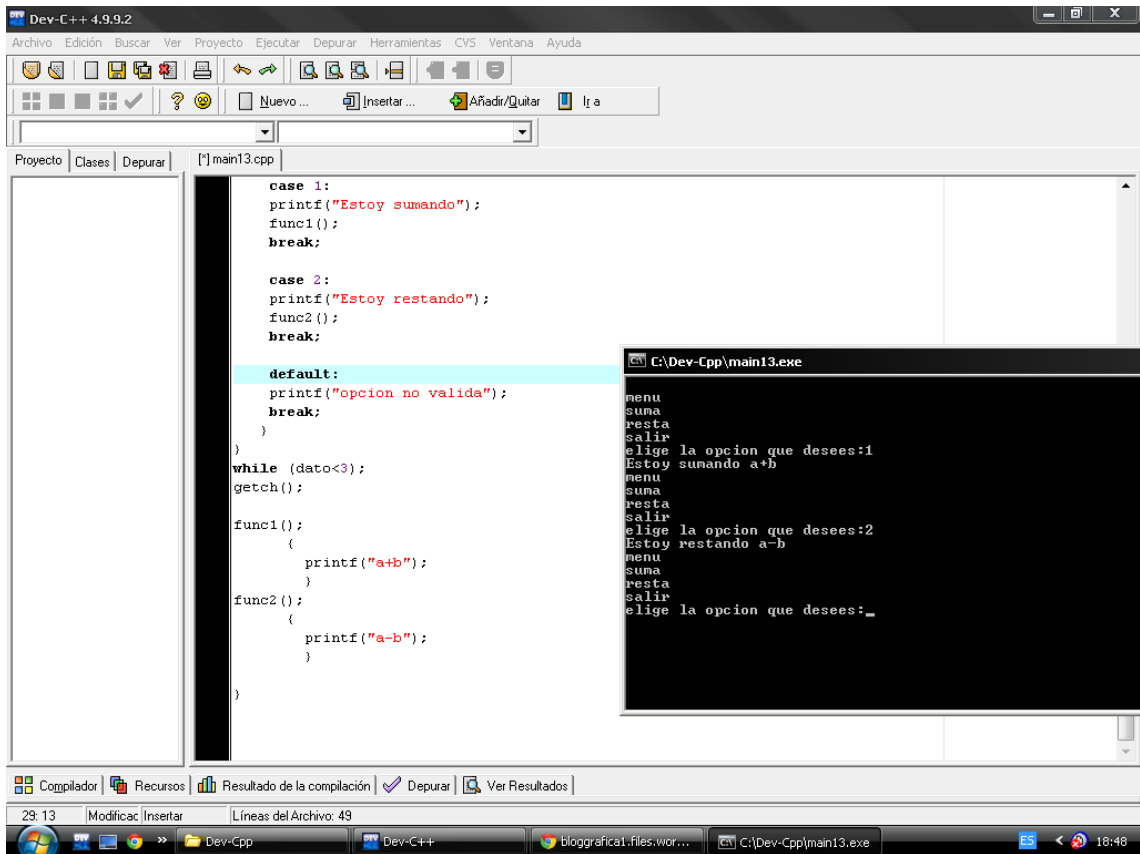 Dev-C++ 4.9.9.2
Archivo Edición Buscar Ver Proyecto Ejecutar Depurar Herramientas CVS Ventana Ayuda
Nuevo ... Insertar ... Añadir/Quitar Ir a
Proyecto Clases Depurar [*] main13.cpp
case 1:
printf("Estoy sumando");
func1();
break;
case 2:
printf("Estoy restando");
func2();
break;
default:
printf("opcion no valida");
break;
}
}
while (dato<3);
getch();
func1();
{
printf("a+b");
}
func2();
{
printf("a-b");
}
}
C:\Dev-Cpp\main13.exe
menu
suma
resta
salir
elige la opcion que desees:1
Estoy sumando a+b
menu
suma
resta
salir
elige la opcion que desees:2
Estoy restando a-b
menu
suma
resta
salir
elige la opcion que desees:_
Compilador Recursos Resultado de la compilación Depurar Ver Resultados
29: 13 Modificac Insertar Líneas del Archivo: 49
Dev-Cpp Dev-C++ bloggrafica1.files.wor... C:\Dev-Cpp\main13.exe ES 18:48